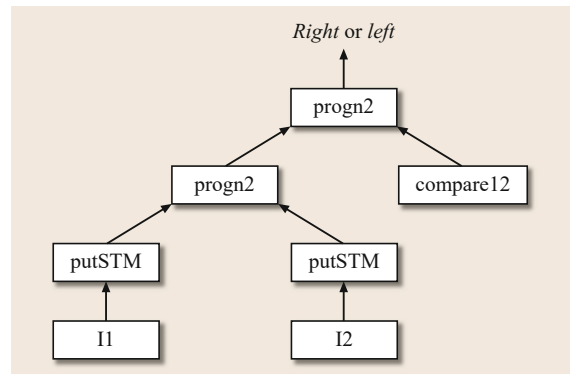 Right or left
progn2
progn2
compare12
putSTM
putSTM
I1
I2